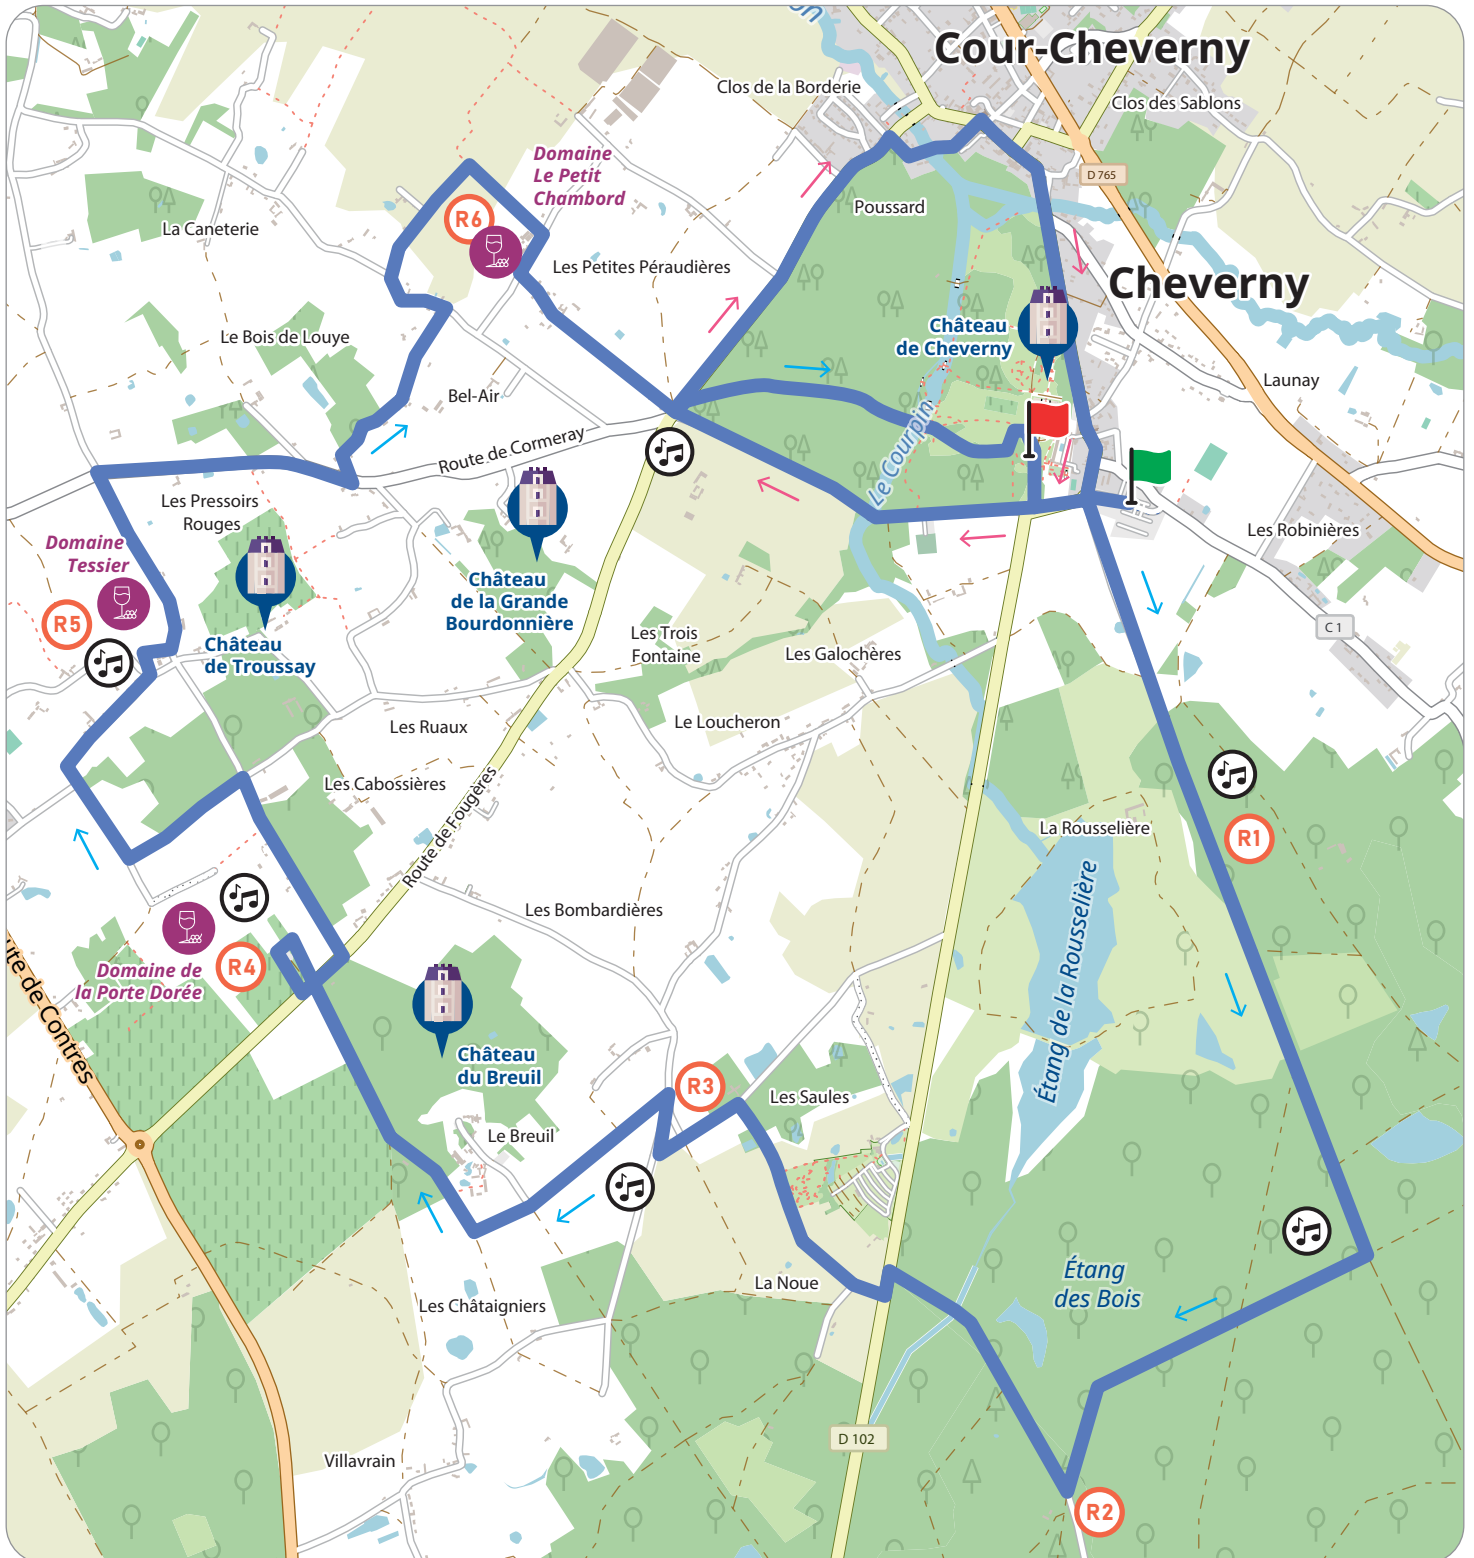 on
Cour-Cheverny
Clos de la Borderie
Clos des Sablons
Domaine
Le Petit
Chambord
D 765
R6
Poussard
La Caneterie
Les Petites Péraudières
Cheverny
Château
de Cheverny
Le Bois de Louye
Launay
Bel-Air
Le Courpin
Route de Cormeray
Les Pressoirs
Rouges
Les Robinières
Domaine
Tessier
Château
de la Grande
Bourdonnière
R5
C 1
Château
de Troussay
Les Trois
Fontaine
Les Galochères
Les Ruaux
Le Loucheron
Les Cabossières
Route de Fougères
La Rousselière
R1
Étang de la Rousselière
Les Bombardières
R4
Domaine de
la Porte Dorée
ute de Contres
Château
du Breuil
R3
Les Saules
Le Breuil
Étang
des Bois
La Noue
Les Châtaigniers
D 102
Villavrain
R2